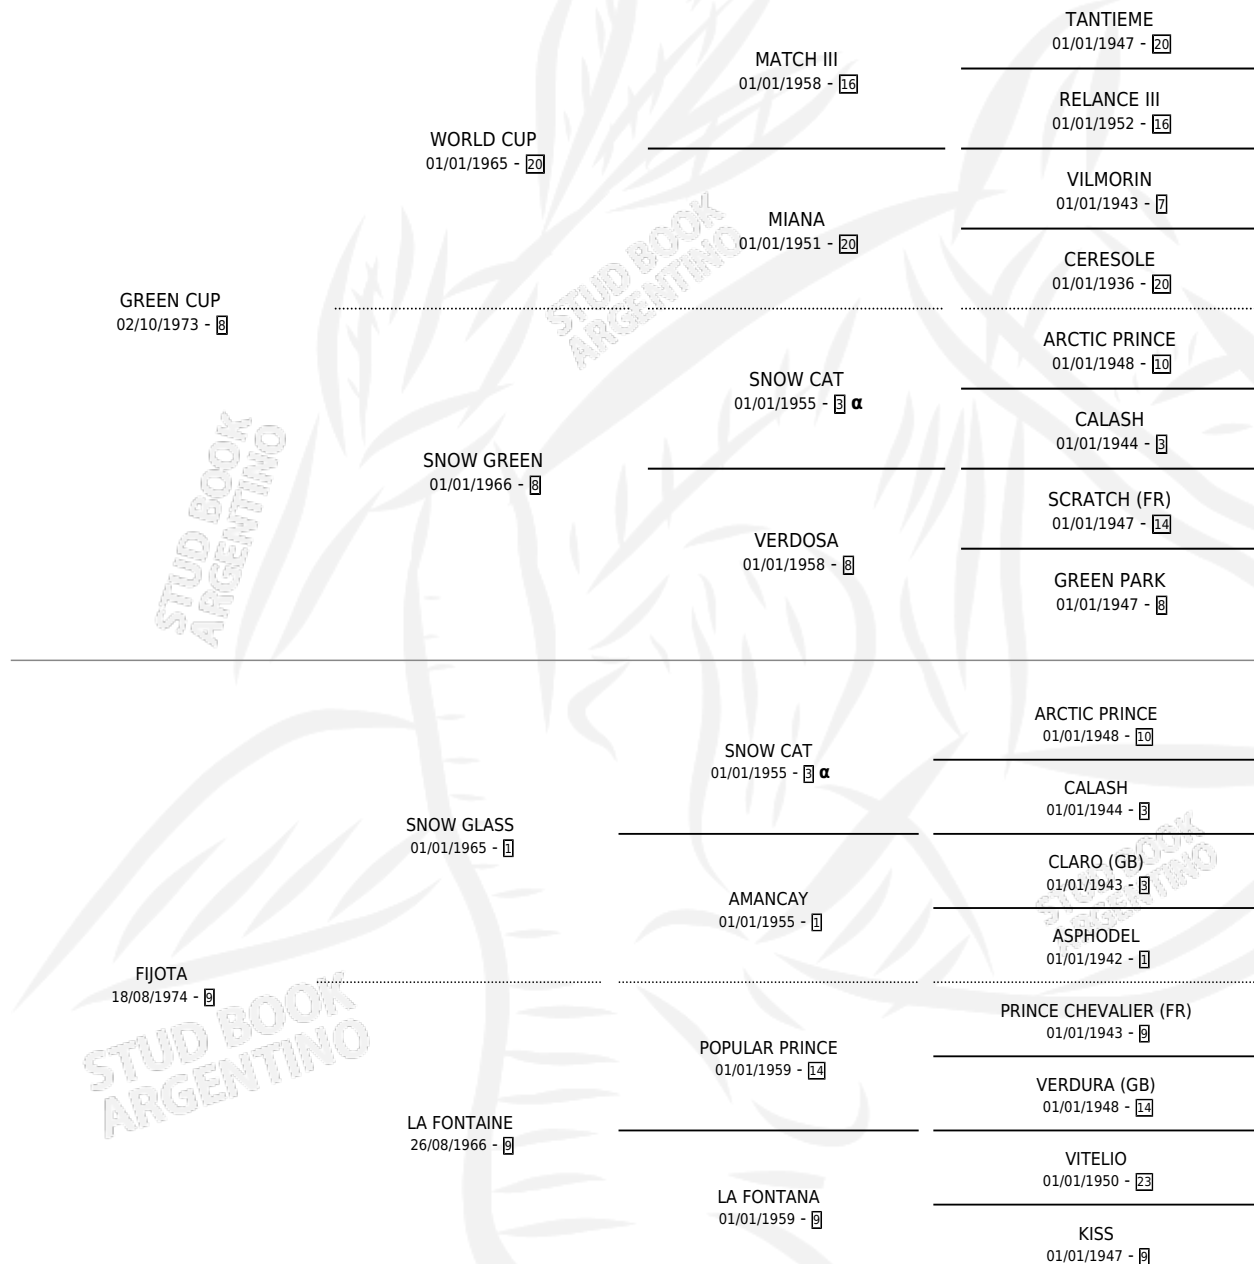 TANTIEME
01/01/1947 - 20
MATCH III
01/01/1958 - 16
RELANCE III
01/01/1952 - 16
WORLD CUP
01/01/1965 - 20
VILMORIN
01/01/1943 - 7
MIANA
01/01/1951 - 20
STUD BOOK
ARGENTINO
CERESOLE
01/01/1936 - 20
GREEN CUP
02/10/1973 - 8
ARCTIC PRINCE
01/01/1948 - 10
SNOW CAT
01/01/1955 - 3 α
CALASH
01/01/1944 - 3
SNOW GREEN
01/01/1966 - 8
STUD BOOK
ARGENTINO
SCRATCH (FR)
01/01/1947 - 14
VERDOSA
01/01/1958 - 8
GREEN PARK
01/01/1947 - 8
ARCTIC PRINCE
01/01/1948 - 10
SNOW CAT
01/01/1955 - 3 α
CALASH
01/01/1944 - 3
SNOW GLASS
01/01/1965 - 1
STUD BOOK
ARGENTINO
CLARO (GB)
01/01/1943 - 3
AMANCAY
01/01/1955 - 1
ASPHODEL
01/01/1942 - 1
FIJOTA
18/08/1974 - 9
STUD BOOK
ARGENTINO
PRINCE CHEVALIER (FR)
01/01/1943 - 9
POPULAR PRINCE
01/01/1959 - 14
VERDURA (GB)
01/01/1948 - 14
LA FONTAINE
26/08/1966 - 9
VITELIO
01/01/1950 - 23
LA FONTANA
01/01/1959 - 9
KISS
01/01/1947 - 9